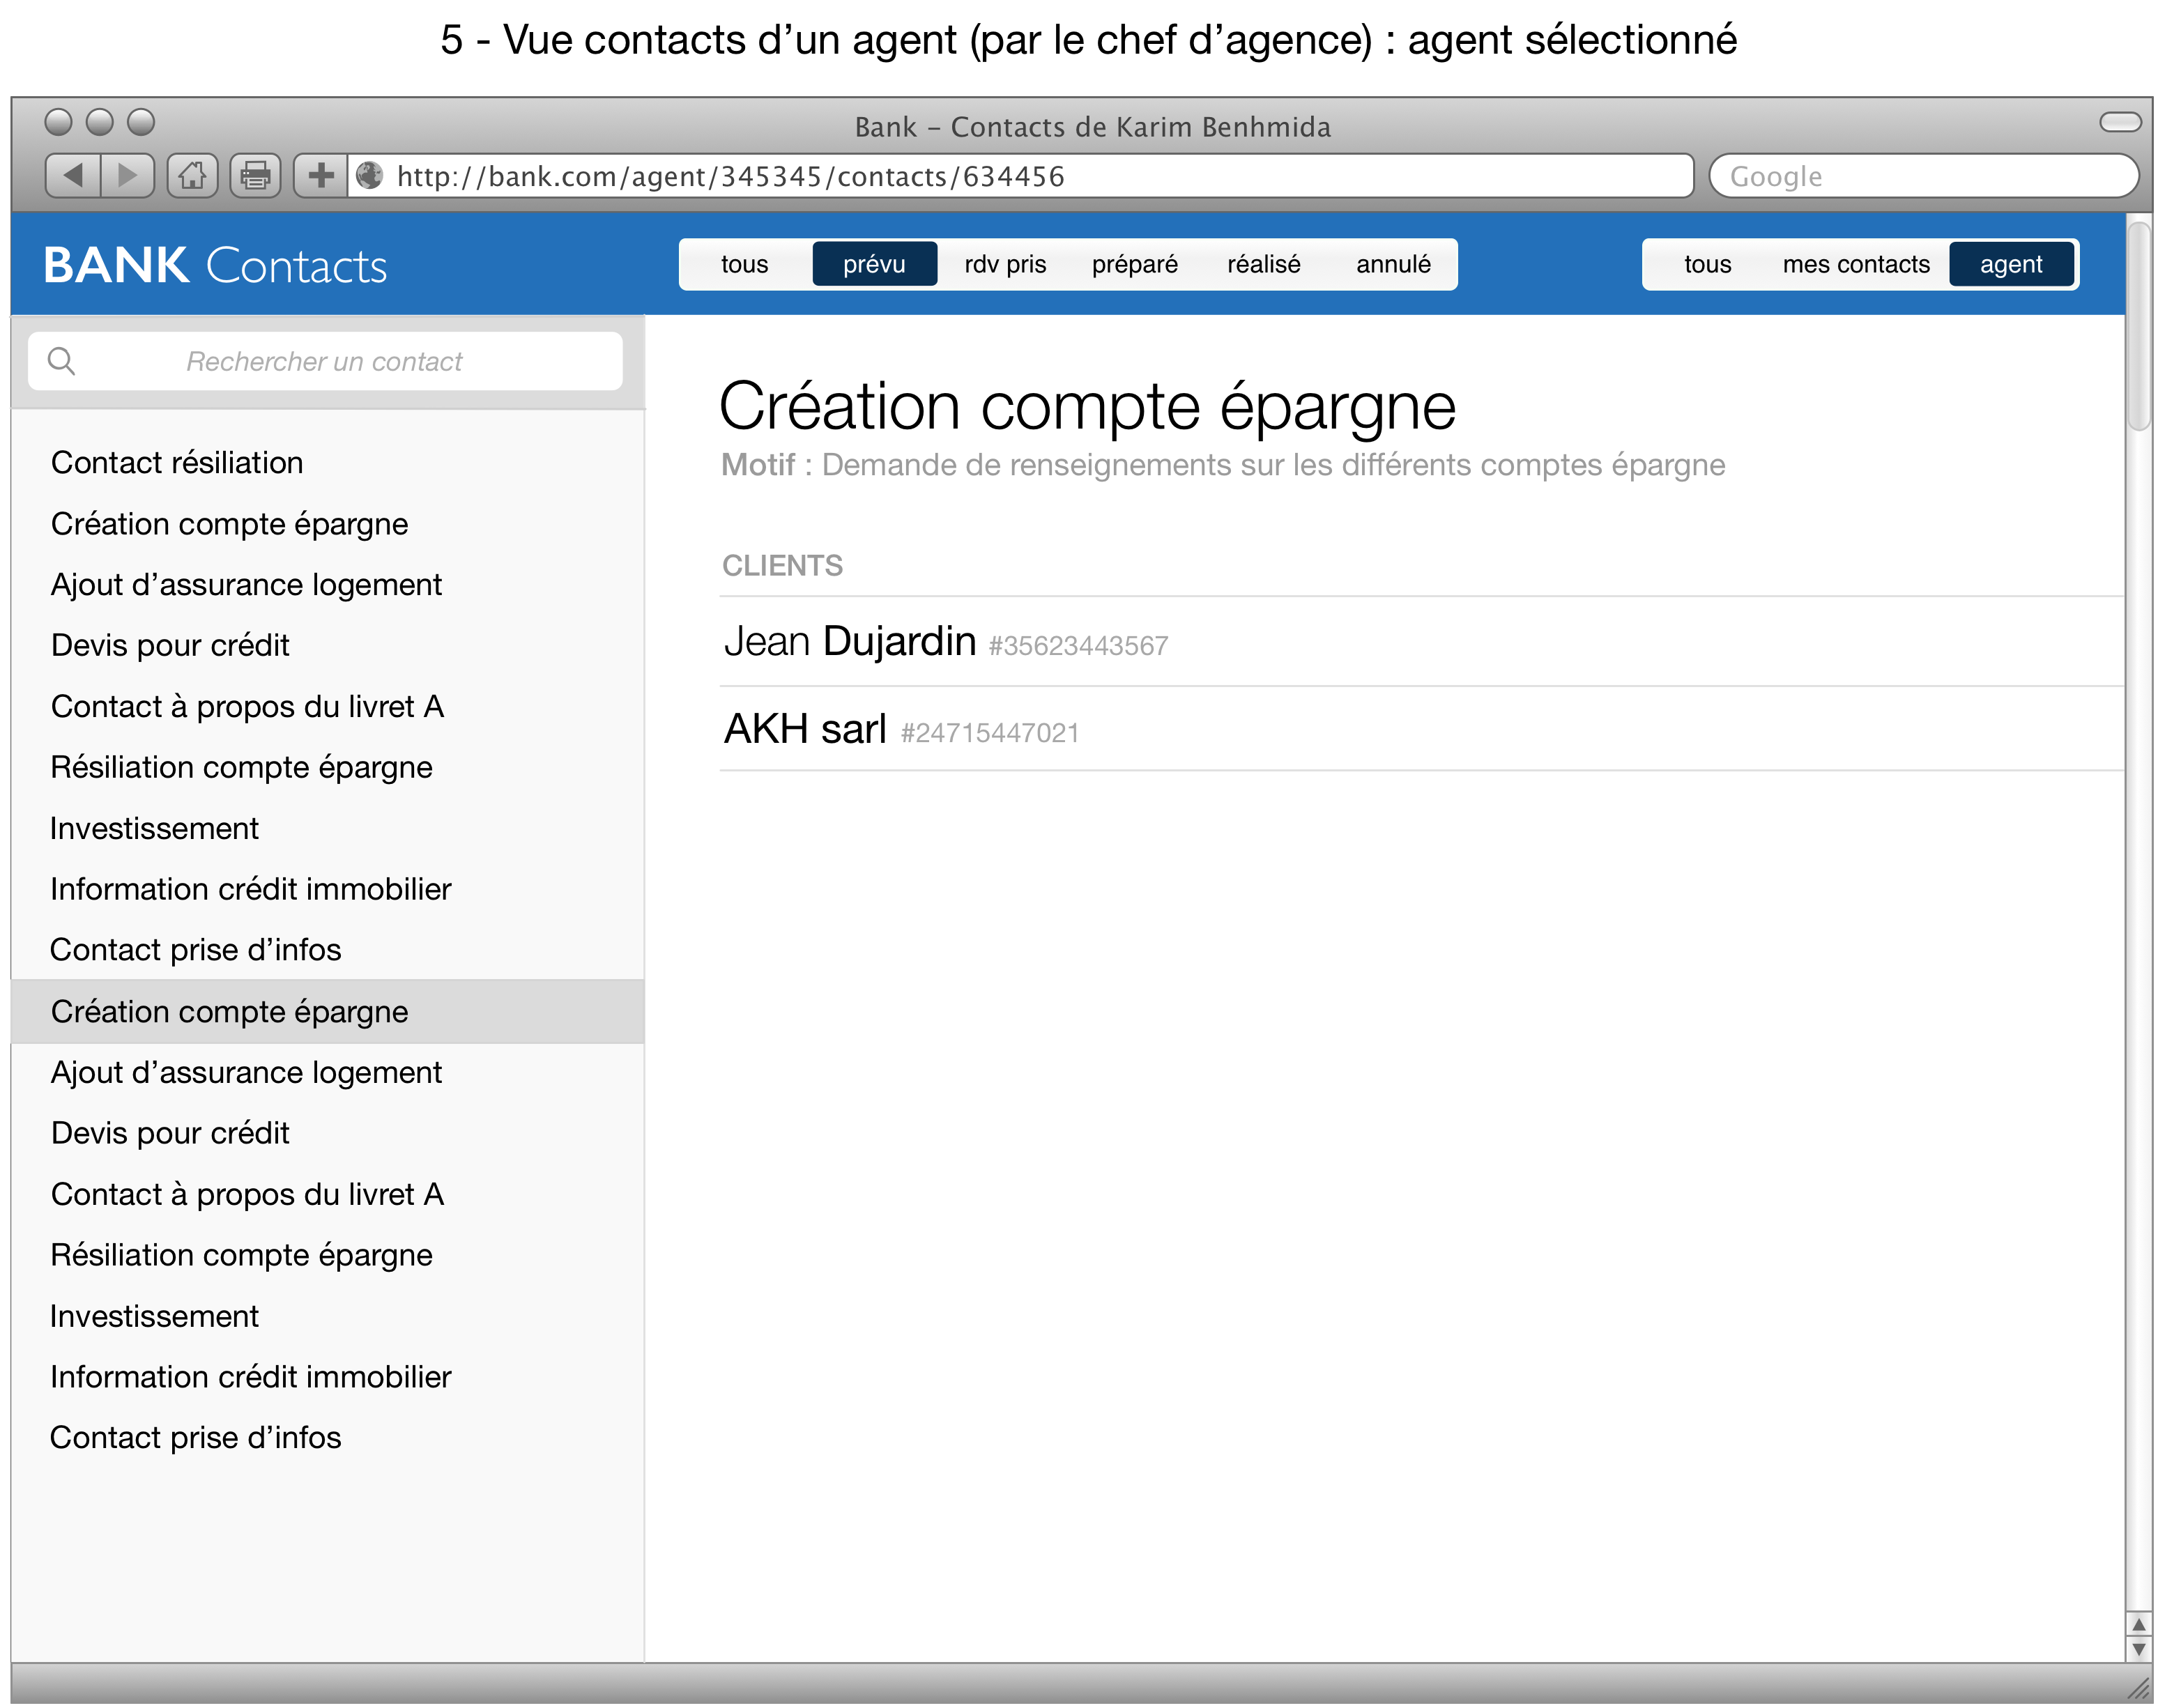 5 - Vue contacts d’un agent (par le chef d’agence) : agent sélectionné
Bank – Contacts de Karim Benhmida
http://bank.com/agent/345345/contacts/634456
Google
BANK Contacts
tous prévu rdv pris préparé réalisé annulé
tous mes contacts agent
Rechercher un contact
Contact résiliation
Création compte épargne
Ajout d’assurance logement
Devis pour crédit
Contact à propos du livret A
Résiliation compte épargne
Investissement
Information crédit immobilier
Contact prise d’infos
Création compte épargne
Ajout d’assurance logement
Devis pour crédit
Contact à propos du livret A
Résiliation compte épargne
Investissement
Information crédit immobilier
Contact prise d’infos
Création compte épargne
Motif : Demande de renseignements sur les différents comptes épargne
CLIENTS
Jean Dujardin #35623443567
AKH sarl #24715447021